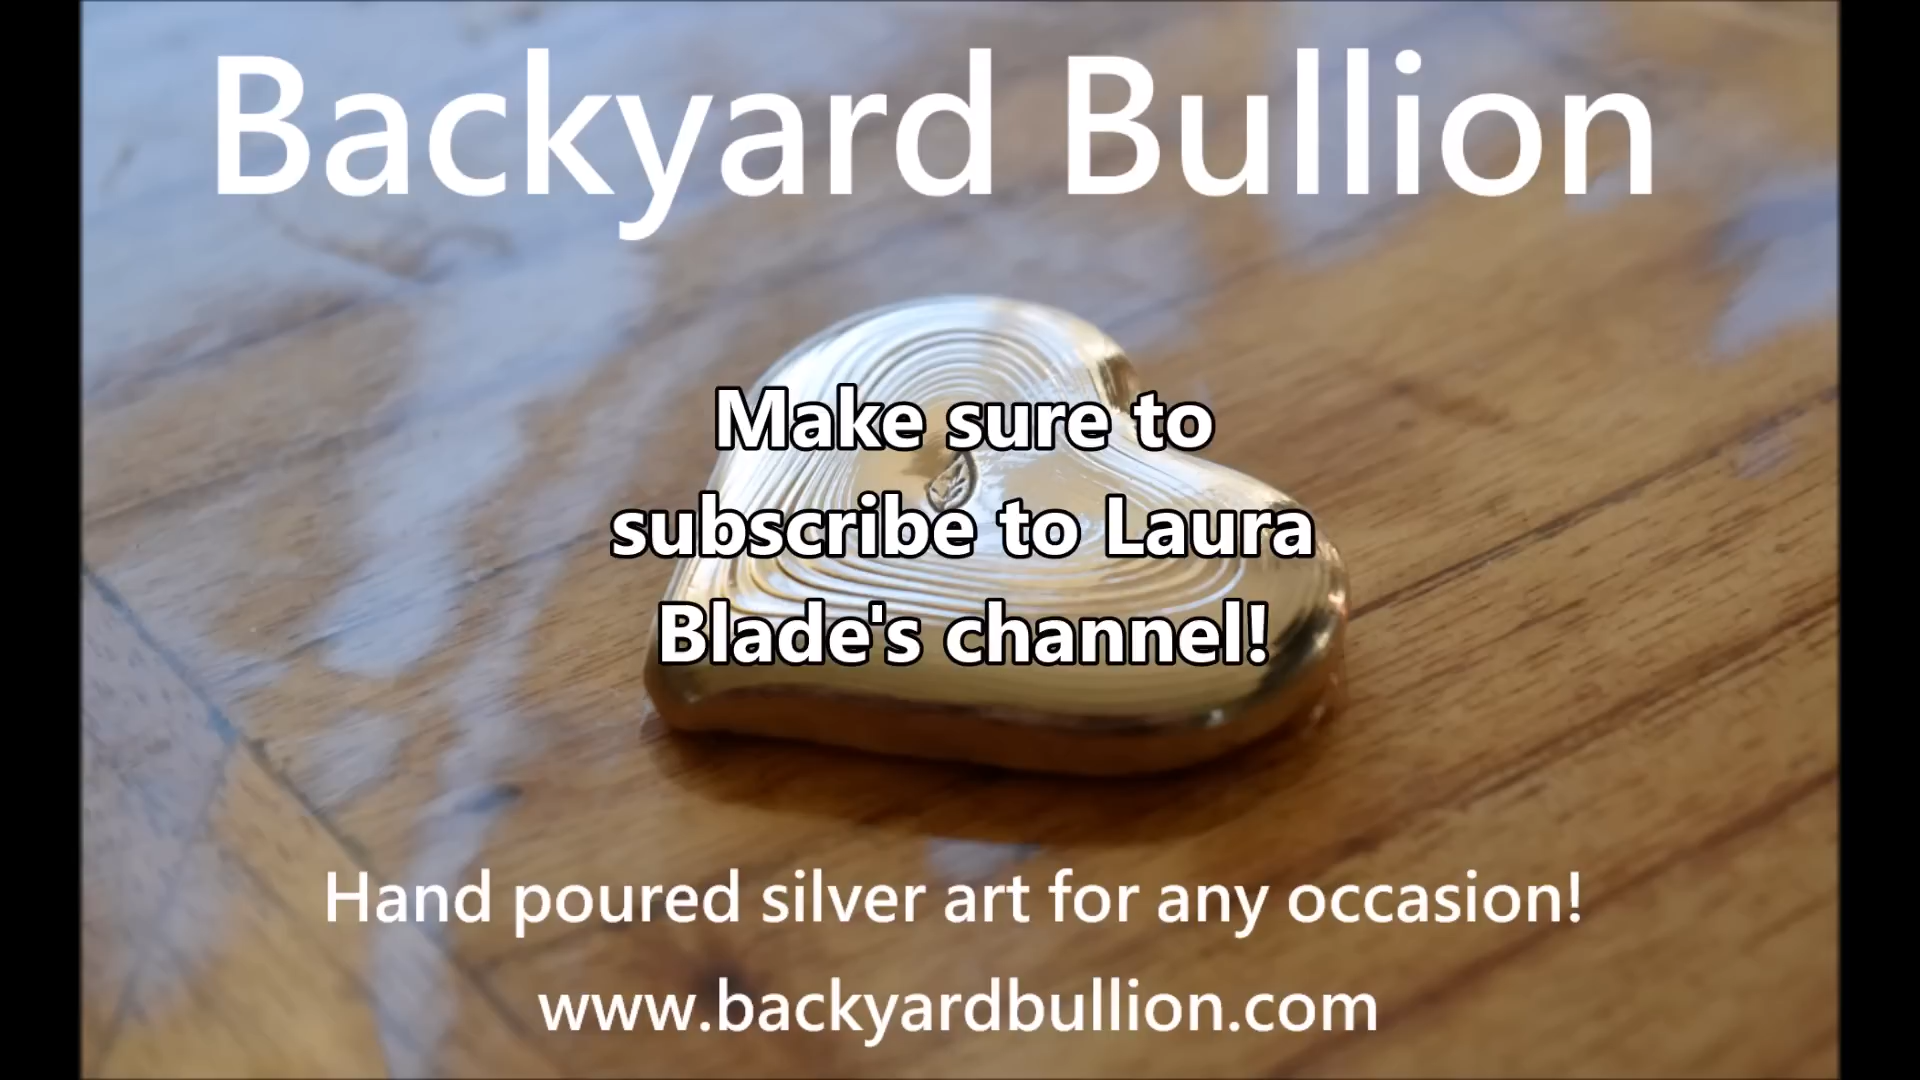 Backyard Bullion
Make sure to
subscribe to Laura
Blade's channel!
Hand poured silver art for any occasion!
www.backyardbullion.com